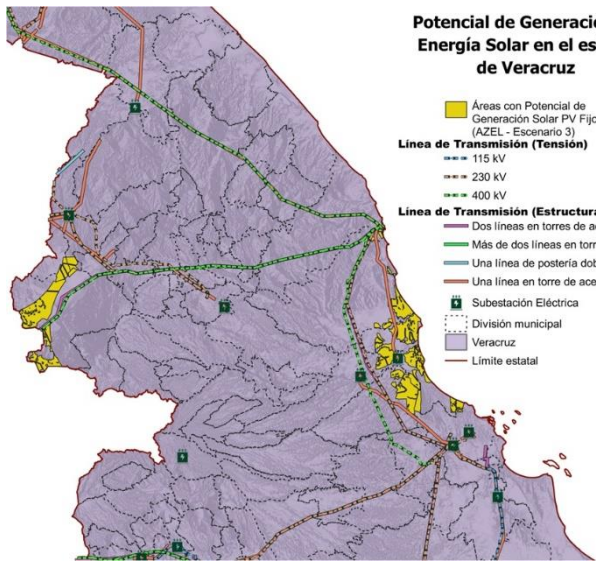 Potencial de Generació
Energía Solar en el es
de Veracruz
Áreas con Potencial de
Generación Solar PV Fijo
(AZEL - Escenario 3)
Línea de Transmisión (Tensión)
115 kV
230 kV
400 kV
Línea de Transmisión (Estructura
Dos líneas en torres de ac
Más de dos líneas en torr
Una línea de postería dob
Una línea en torre de ace
Subestación Eléctrica
División municipal
Veracruz
Límite estatal